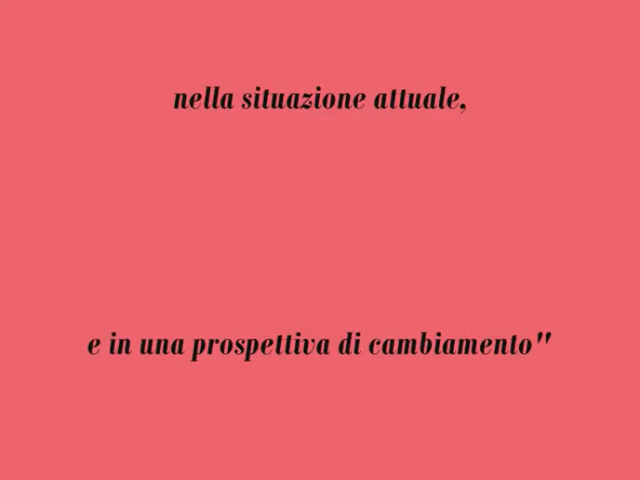 nella situazione attuale,
e in una prospettiva di cambiamento"